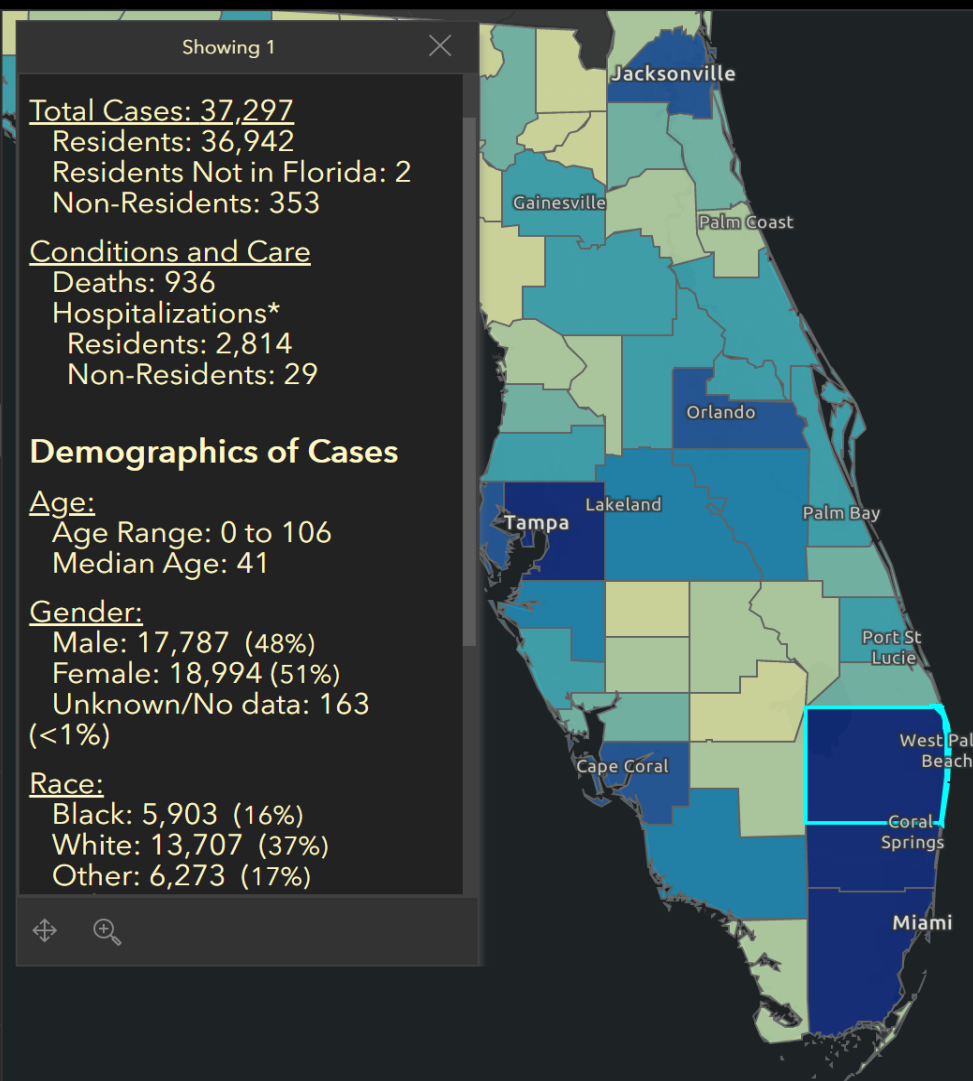 Showing 1
Total Cases: 37,297
Residents: 36,942
Residents Not in Florida: 2
Non-Residents: 353
Conditions and Care
Deaths: 936
Hospitalizations*
Residents: 2,814
Non-Residents: 29
Demographics of Cases
Age:
Age Range: 0 to 106
Median Age: 41
Gender:
Male: 17,787 (48%)
Female: 18,994 (51%)
Unknown/No data: 163
(<1%)
Race:
Black: 5,903 (16%)
White: 13,707 (37%)
Other: 6,273 (17%)
Jacksonville
Gainesville
Palm Coast
Orlando
Lakeland
Tampa
Palm Bay
Port St
Lucie
West Pal
Beach
Cape Coral
Coral
Springs
Miami